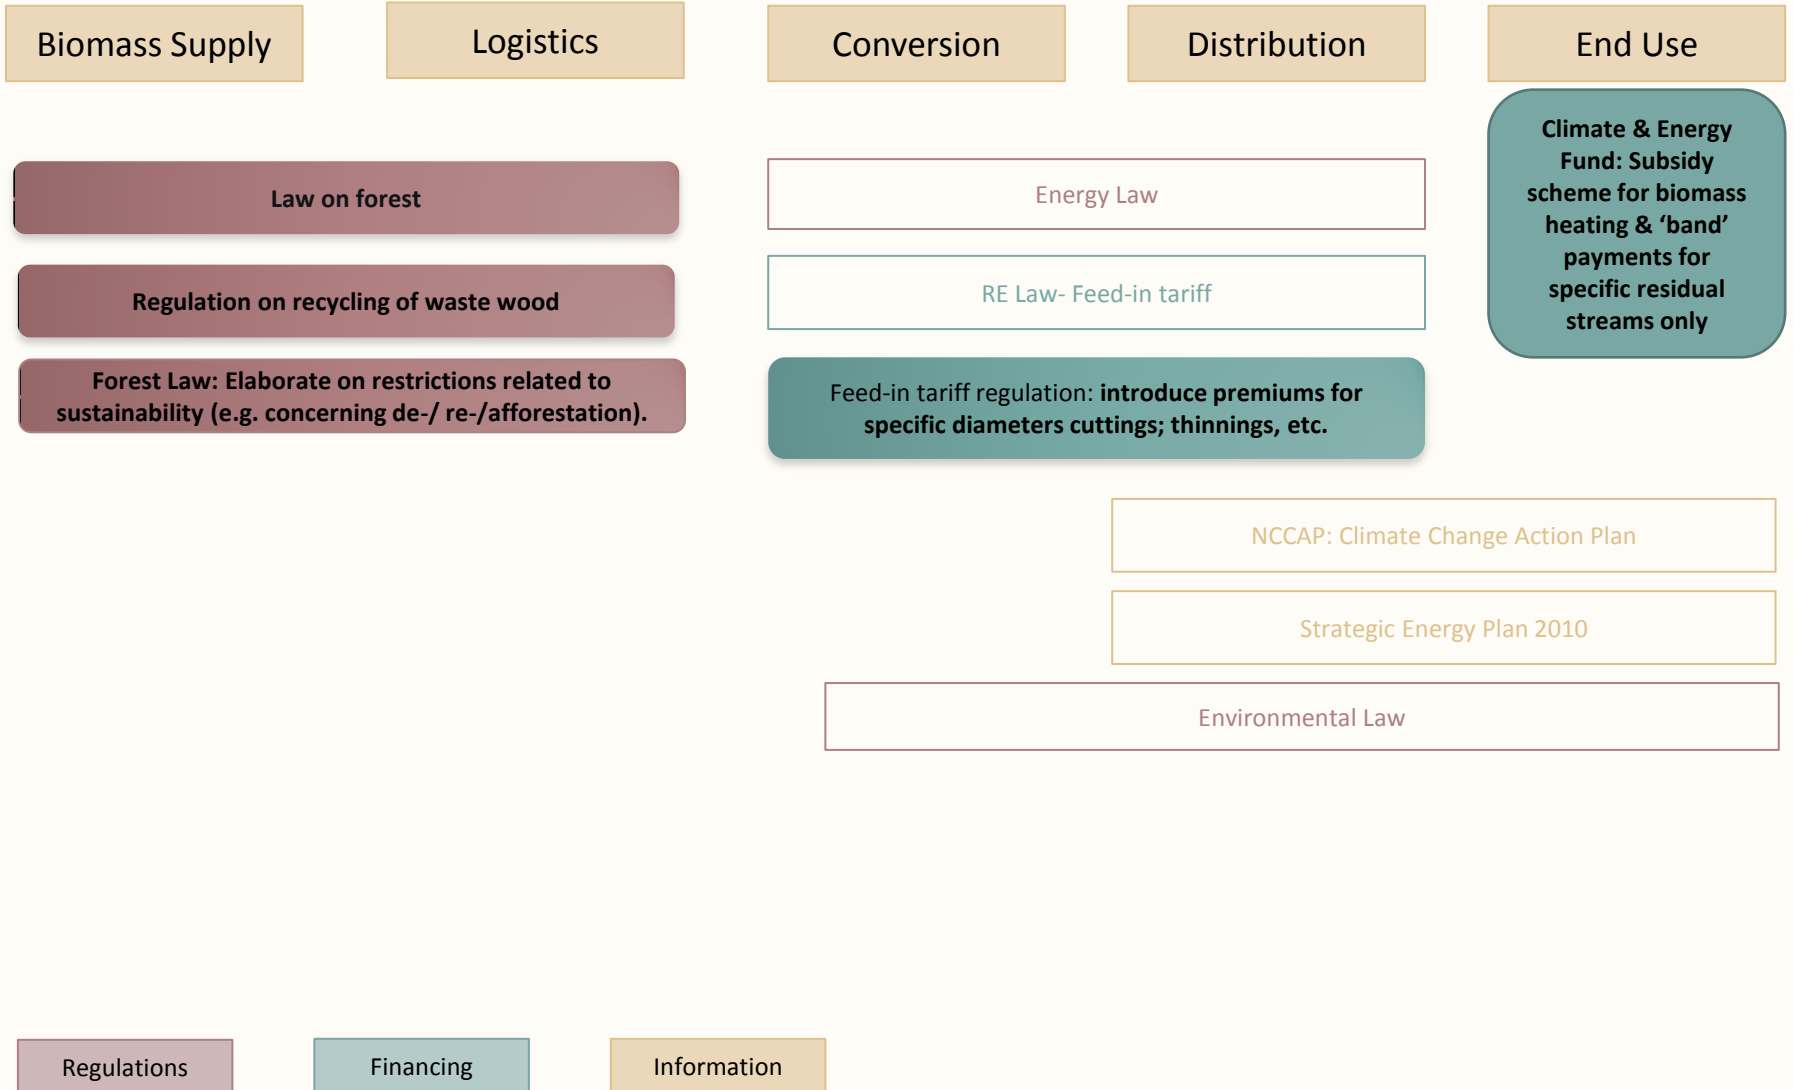 Biomass Supply
Logistics
Conversion
Distribution
End Use
Law on forest
Regulation on recycling of waste wood
Forest Law: Elaborate on restrictions related to
sustainability (e.g. concerning de-/ re-/afforestation).
Energy Law
RE Law- Feed-in tariff
Feed-in tariff regulation: introduce premiums for
specific diameters cuttings; thinnings, etc.
Climate & Energy
Fund: Subsidy
scheme for biomass
heating & ‘band’
payments for
specific residual
streams only
NCCAP: Climate Change Action Plan
Strategic Energy Plan 2010
Environmental Law
Regulations
Financing
Information